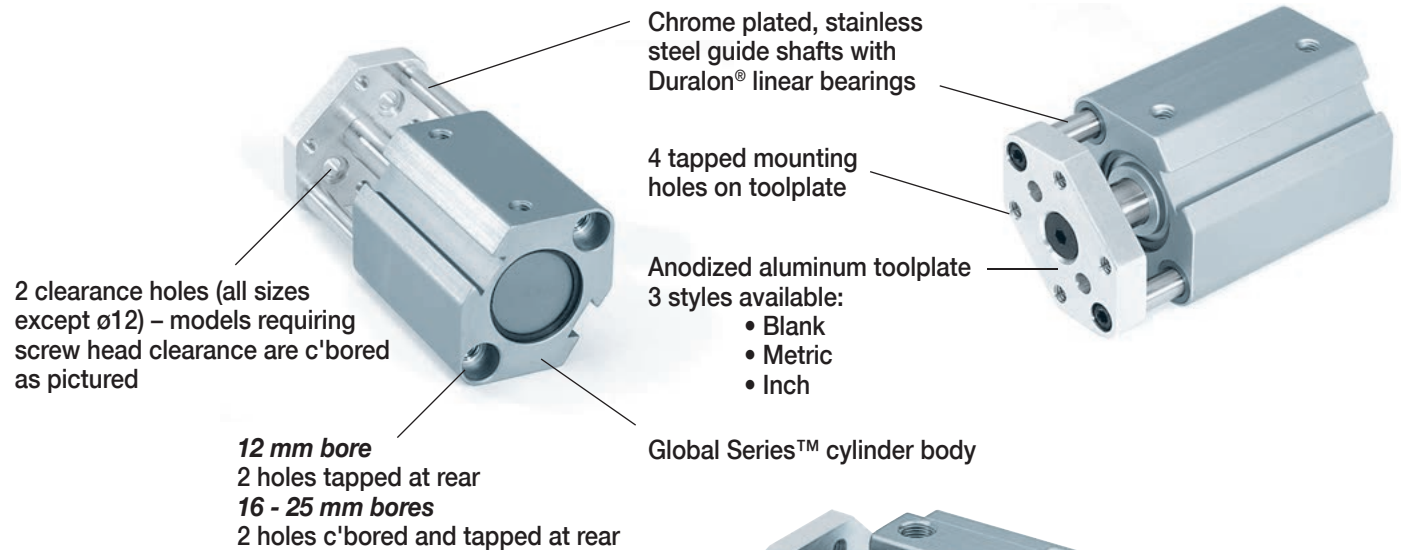 Chrome plated, stainless
steel guide shafts with
Duralon® linear bearings
4 tapped mounting
holes on toolplate
Anodized aluminum toolplate
3 styles available:
• Blank
• Metric
• Inch
2 clearance holes (all sizes
except ø12) – models requiring
screw head clearance are c'bored
as pictured
12 mm bore
2 holes tapped at rear
16 - 25 mm bores
2 holes c'bored and tapped at rear
Global Series™ cylinder body